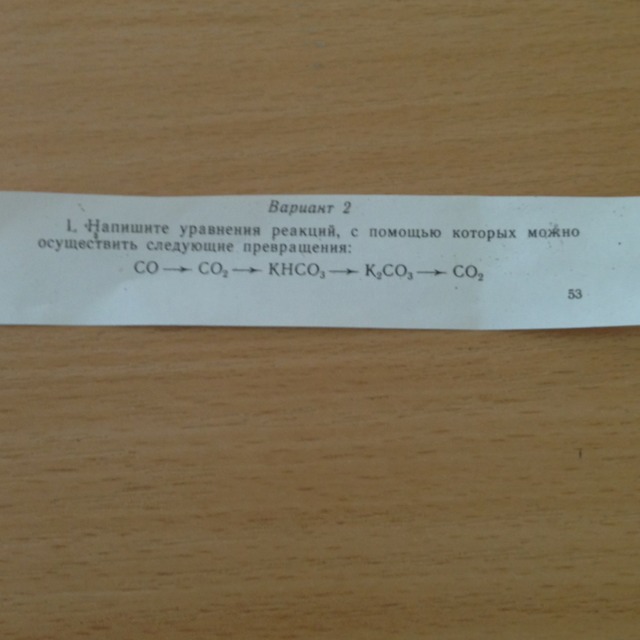 Вариант 2
1. Напишите уравнения реакций, с помощью которых можно
осуществить следующие превращения:
CO → CO₂ → KHCO₃ → K₂CO₃ → CO₂
53